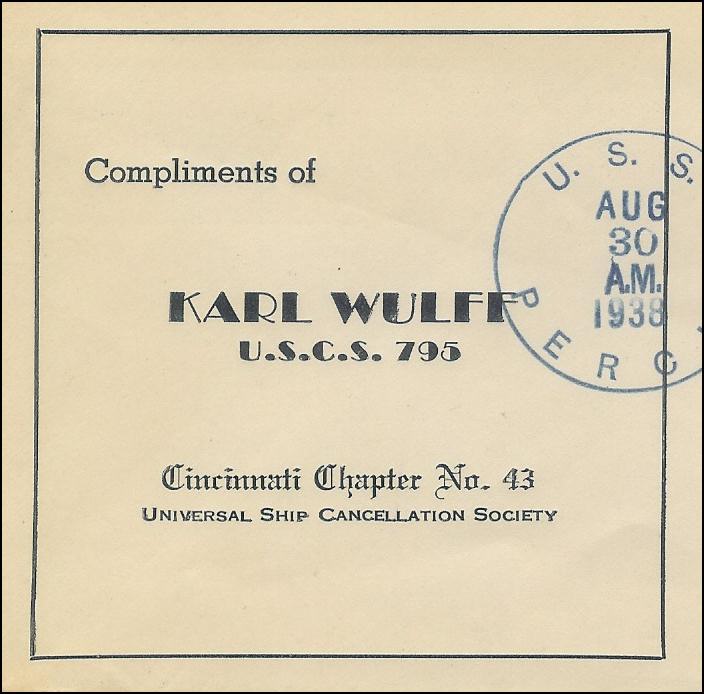 Compliments of
KARL WULFF
U.S.C.S. 795
Cincinnati Chapter No. 43
UNIVERSAL SHIP CANCELLATION SOCIETY
U. S. S.
AUG
30
A.M.
1938